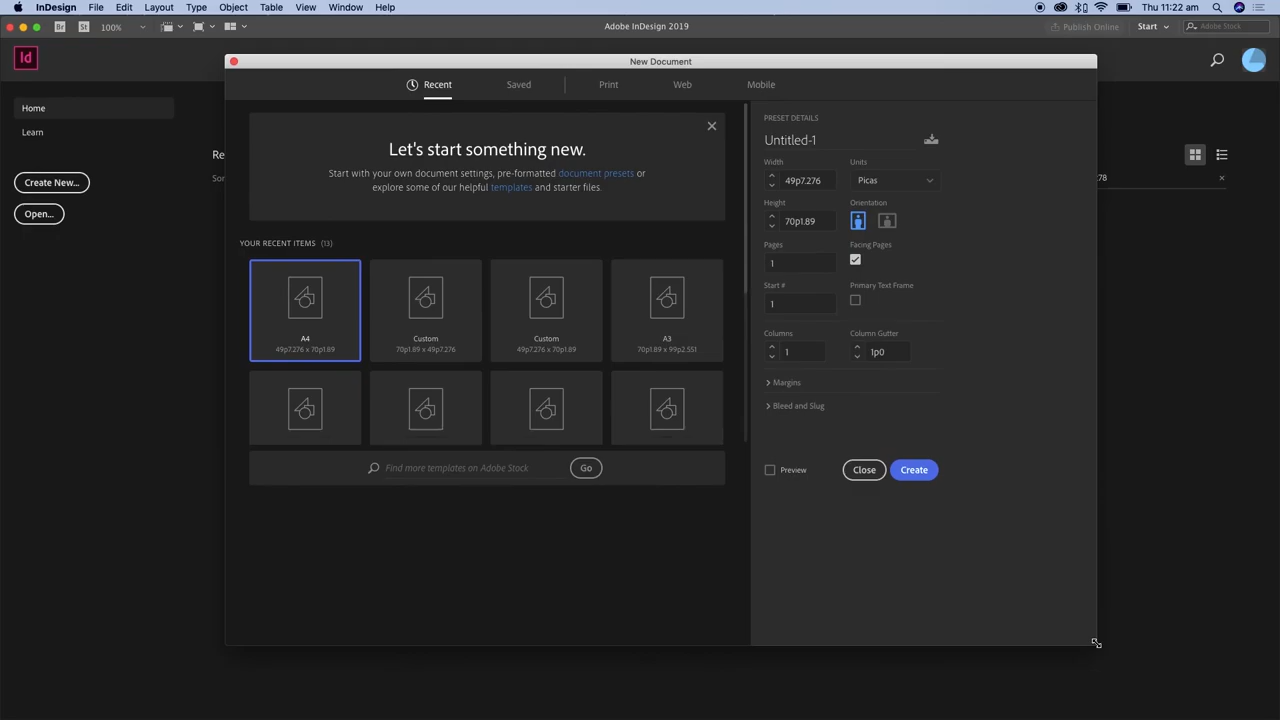 InDesign File Edit Layout Type Object Table View Window Help Thu 11:22 am
Br St 100% Adobe InDesign 2019 Publish Online Start Adobe Stock
Id
New Document
Recent Saved Print Web Mobile
Home
Learn
Create New...
Open...
Re
Sor
78
Let's start something new.
Start with your own document settings, pre-formatted document presets or
explore some of our helpful templates and starter files.
YOUR RECENT ITEMS (13)
A4 Custom Custom A3
49p7.276 x 70p1.89 70p1.89 x 49p7.276 49p7.276 x 70p1.89 70p1.89 x 99p2.551
Find more templates on Adobe Stock Go
PRESET DETAILS
Untitled-1
Width Units
49p7.276 Picas
Height Orientation
70p1.89
Pages Facing Pages
1
Start # Primary Text Frame
1
Columns Column Gutter
1 1p0
Margins
Bleed and Slug
Preview Close Create